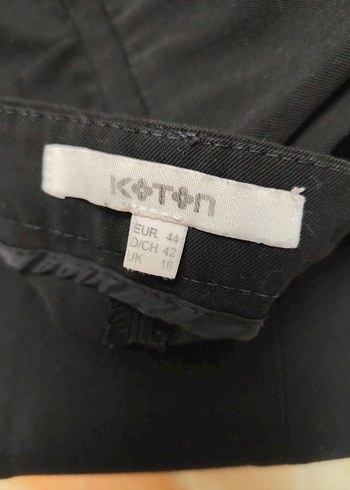 KOTON
EUR 44
D/CH 42
UK 16